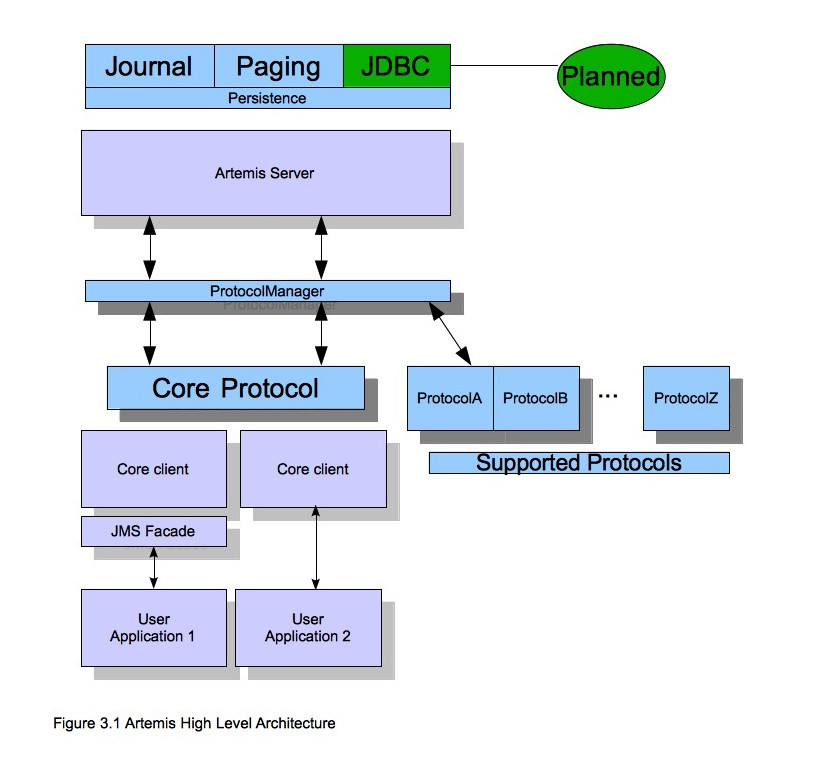 Journal
Paging
JDBC
Planned
Persistence
Artemis Server
ProtocolManager
ProtocolManager
Core Protocol
ProtocolA
ProtocolB
...
ProtocolZ
Supported Protocols
Core client
Core client
JMS Facade
User
Application 1
User
Application 2
Figure 3.1 Artemis High Level Architecture